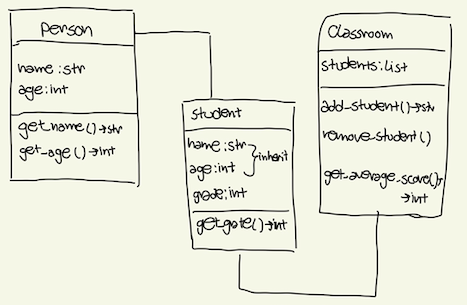 Person
name:str
age:int
get_name()→str
get_age()→int
student
name:str
age:int
inherit
grade:int
getgate()→int
Classroom
students:List
add_student()→str
remove_student()
get_average_score()
→int